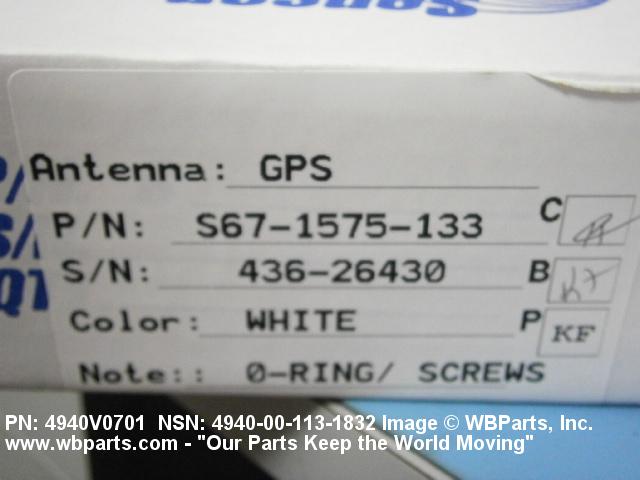 Antenna: GPS
P/N: S67-1575-133 C
S/N: 436-26430 B
Color: WHITE P KF
Note:: 0-RING/ SCREWS
PN: 4940V0701 NSN: 4940-00-113-1832 Image © WBParts, Inc.
www.wbparts.com - "Our Parts Keep the World Moving"